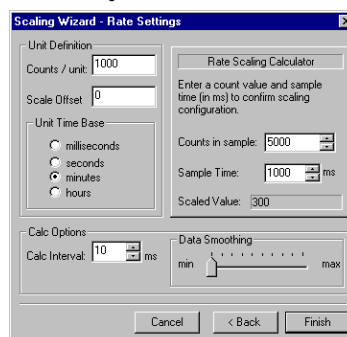 Scaling Wizard - Rate Settings
Unit Definition
Counts / unit: 1000
Scale Offset 0
Unit Time Base
milliseconds
seconds
minutes
hours
Rate Scaling Calculator
Enter a count value and sample
time (in ms) to confirm scaling
configuration.
Counts in sample: 5000
Sample Time: 1000 ms
Scaled Value: 300
Calc Options
Calc Interval: 10 ms
Data Smoothing
min max
Cancel < Back Finish